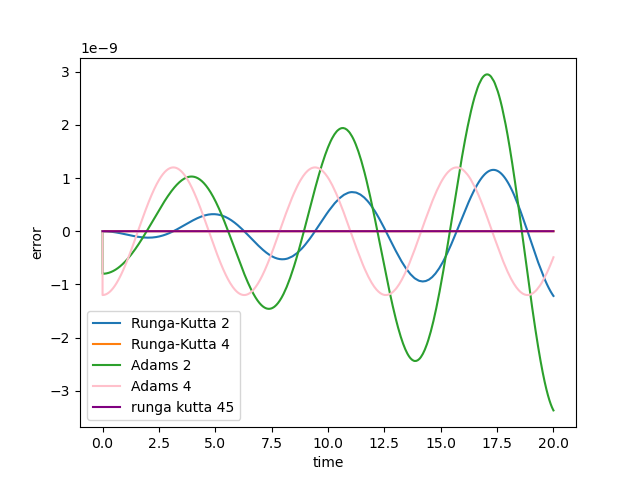 1e−9
3
2
1
0
−1
−2
−3
error
0.0 2.5 5.0 7.5 10.0 12.5 15.0 17.5 20.0
time
Runga-Kutta 2
Runga-Kutta 4
Adams 2
Adams 4
runga kutta 45